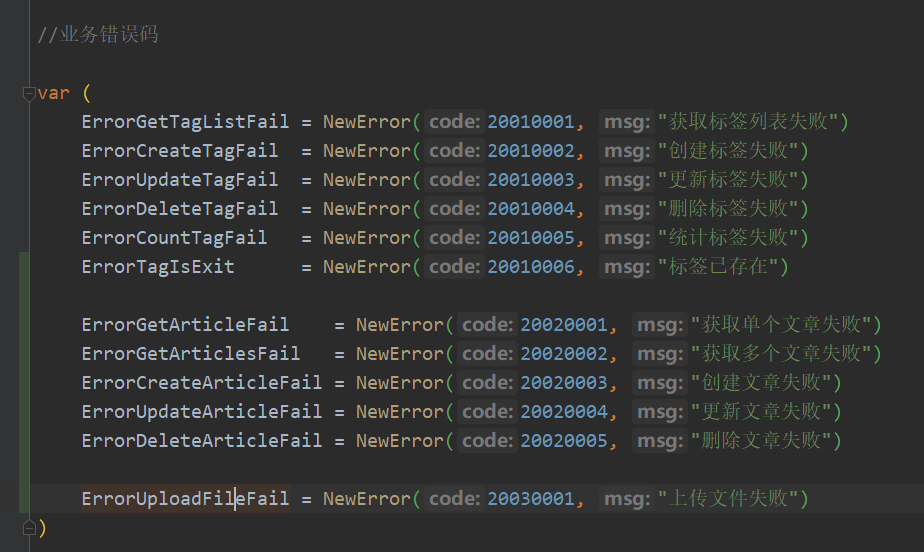 //业务错误码
var (
ErrorGetTagListFail = NewError( code: 20010001, msg: "获取标签列表失败")
ErrorCreateTagFail = NewError( code: 20010002, msg: "创建标签失败")
ErrorUpdateTagFail = NewError( code: 20010003, msg: "更新标签失败")
ErrorDeleteTagFail = NewError( code: 20010004, msg: "删除标签失败")
ErrorCountTagFail = NewError( code: 20010005, msg: "统计标签失败")
ErrorTagIsExit = NewError( code: 20010006, msg: "标签已存在")
ErrorGetArticleFail = NewError( code: 20020001, msg: "获取单个文章失败")
ErrorGetArticlesFail = NewError( code: 20020002, msg: "获取多个文章失败")
ErrorCreateArticleFail = NewError( code: 20020003, msg: "创建文章失败")
ErrorUpdateArticleFail = NewError( code: 20020004, msg: "更新文章失败")
ErrorDeleteArticleFail = NewError( code: 20020005, msg: "删除文章失败")
ErrorUploadFileFail = NewError( code: 20030001, msg: "上传文件失败")
)